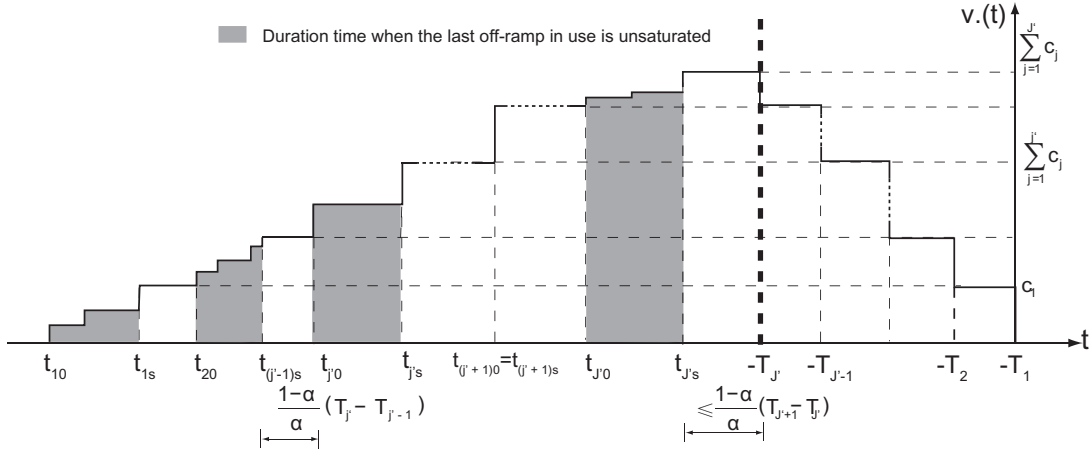 v.(t)
Duration time when the last off-ramp in use is unsaturated
J'
∑ c_j
j=1
j'
∑ c_j
j=1
c_1
t
t_10 t_1s t_20 t_(j'-1)s t_j'0 t_j's t_(j'+1)0=t_(j'+1)s t_J'0 t_J's -T_J' -T_J'-1 -T_2 -T_1
1-α/α (T_j' - T_j'-1)
≤ 1-α/α (T_J'+1 - T_J')